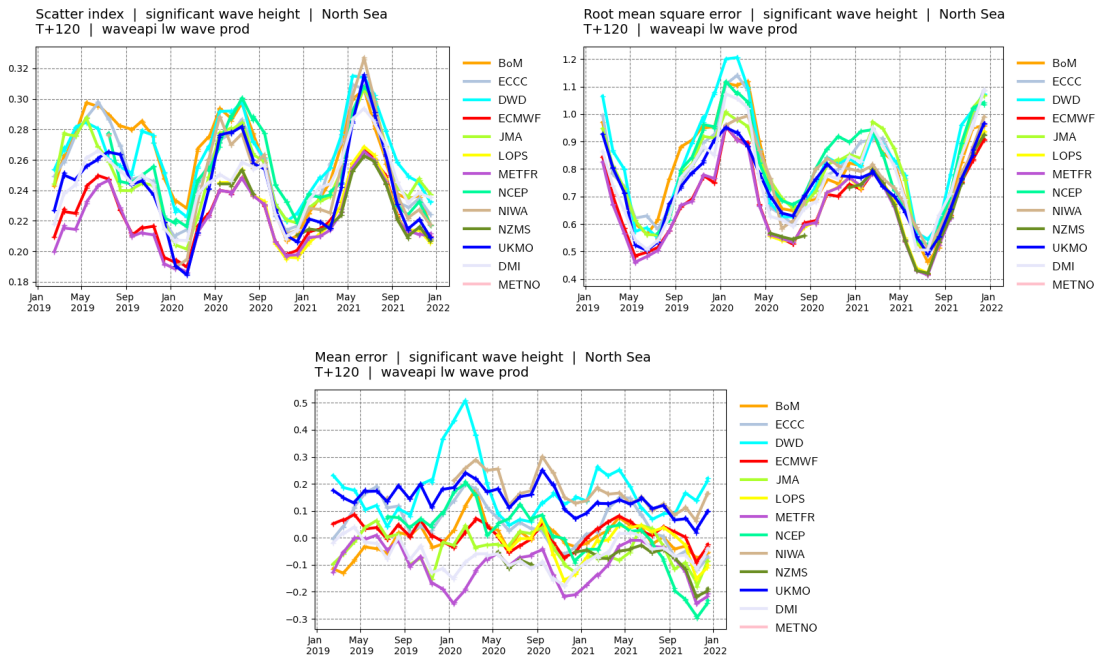 Scatter index | significant wave height | North Sea
T+120 | waveapi lw wave prod
0.32
0.30
0.28
0.26
0.24
0.22
0.20
0.18
Jan 2019
May 2019
Sep 2019
Jan 2020
May 2020
Sep 2020
Jan 2021
May 2021
Sep 2021
Jan 2022
BoM
ECCC
DWD
ECMWF
JMA
LOPS
METFR
NCEP
NIWA
NZMS
UKMO
DMI
METNO
Root mean square error | significant wave height | North Sea
T+120 | waveapi lw wave prod
1.2
1.1
1.0
0.9
0.8
0.7
0.6
0.5
0.4
Jan 2019
May 2019
Sep 2019
Jan 2020
May 2020
Sep 2020
Jan 2021
May 2021
Sep 2021
Jan 2022
BoM
ECCC
DWD
ECMWF
JMA
LOPS
METFR
NCEP
NIWA
NZMS
UKMO
DMI
METNO
Mean error | significant wave height | North Sea
T+120 | waveapi lw wave prod
0.5
0.4
0.3
0.2
0.1
0.0
−0.1
−0.2
−0.3
Jan 2019
May 2019
Sep 2019
Jan 2020
May 2020
Sep 2020
Jan 2021
May 2021
Sep 2021
Jan 2022
BoM
ECCC
DWD
ECMWF
JMA
LOPS
METFR
NCEP
NIWA
NZMS
UKMO
DMI
METNO